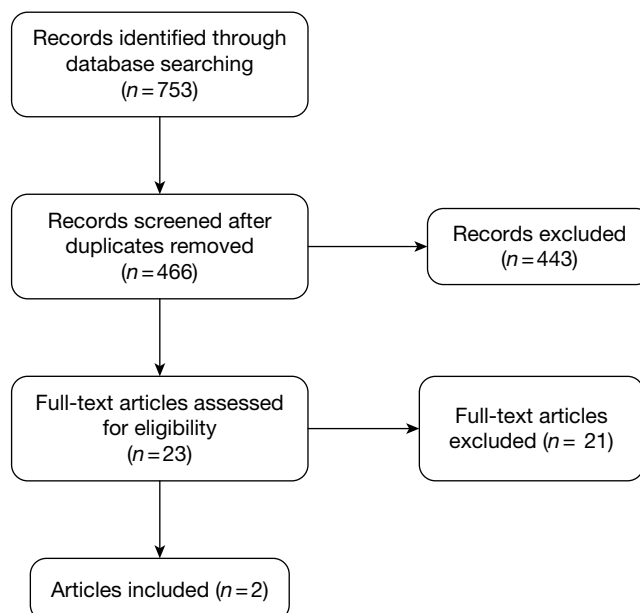 Records identified through
database searching
(n=753)
Records screened after
duplicates removed
(n=466)
Records excluded
(n=443)
Full-text articles assessed
for eligibility
(n=23)
Full-text articles
excluded (n= 21)
Articles included (n=2)